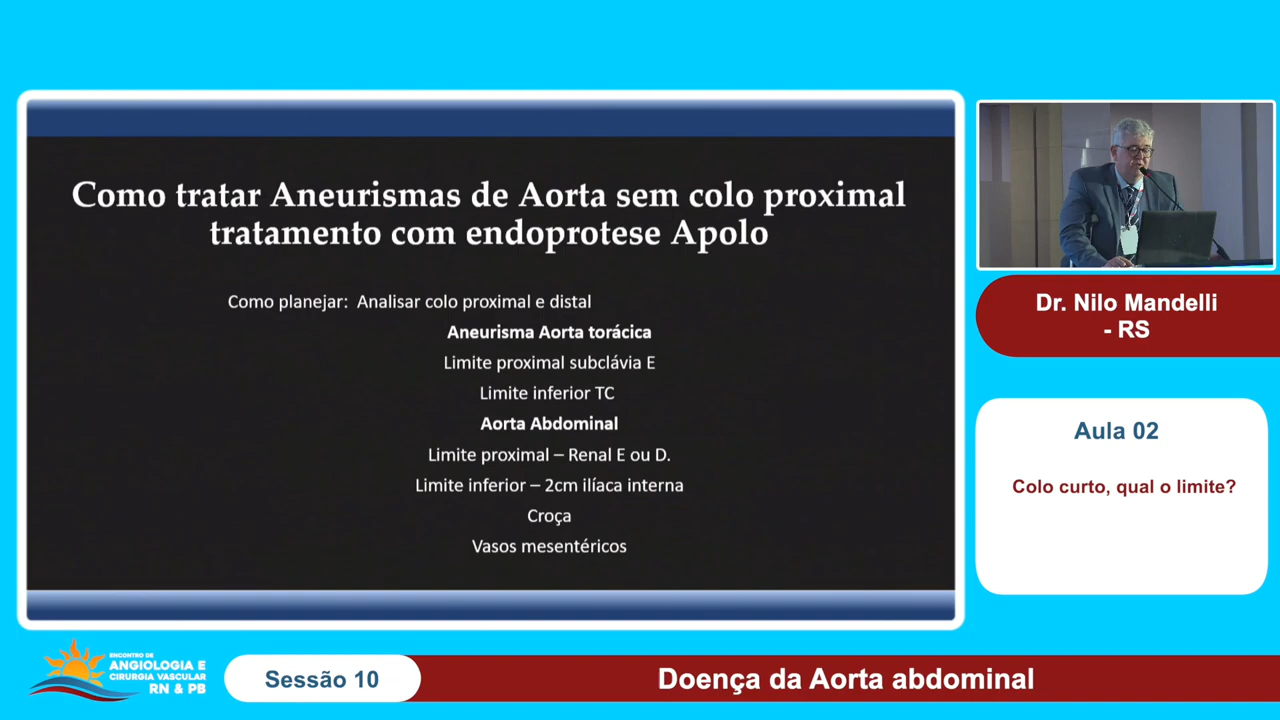 Como tratar Aneurismas de Aorta sem colo proximal
tratamento com endoprotese Apolo
Como planejar: Analisar colo proximal e distal
Aneurisma Aorta torácica
Limite proximal subclávia E
Limite inferior TC
Aorta Abdominal
Limite proximal – Renal E ou D.
Limite inferior – 2cm ilíaca interna
Croça
Vasos mesentéricos
Dr. Nilo Mandelli
- RS
Aula 02
Colo curto, qual o limite?
ENCONTRO DE
ANGIOLOGIA E
CIRURGIA VASCULAR
RN & PB
Sessão 10
Doença da Aorta abdominal